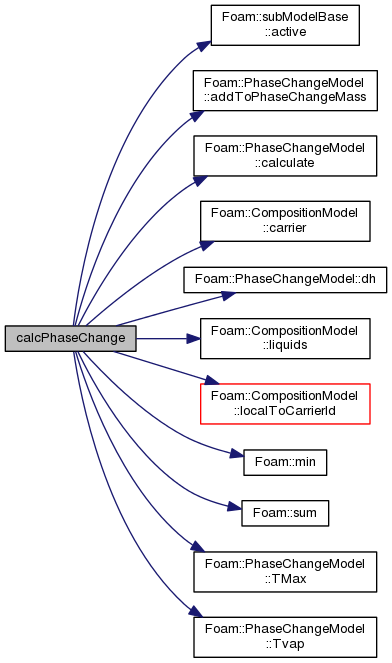 Foam::subModelBase
::active
Foam::PhaseChangeModel
::addToPhaseChangeMass
Foam::PhaseChangeModel
::calculate
Foam::CompositionModel
::carrier
Foam::PhaseChangeModel::dh
calcPhaseChange
Foam::CompositionModel
::liquids
Foam::CompositionModel
::localToCarrierId
Foam::min
Foam::sum
Foam::PhaseChangeModel
::TMax
Foam::PhaseChangeModel
::Tvap